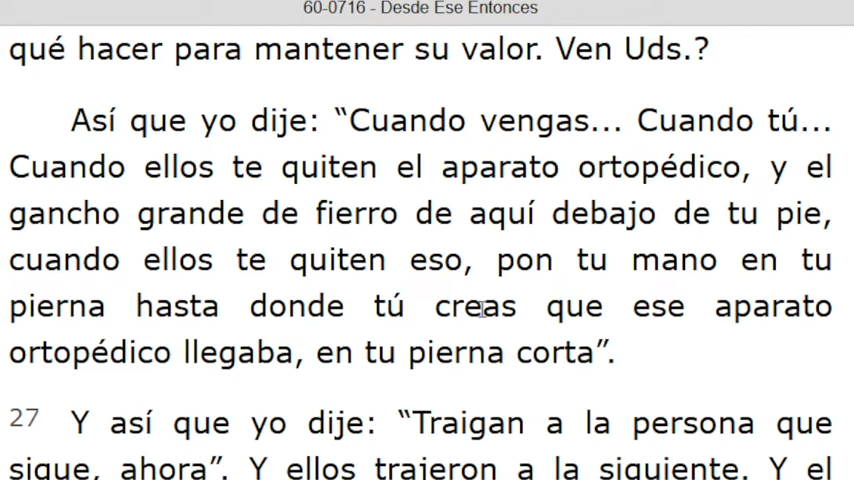 60-0716 - Desde Ese Entonces
qué hacer para mantener su valor. Ven Uds.?
Así que yo dije: “Cuando vengas... Cuando tú...
Cuando ellos te quiten el aparato ortopédico, y el
gancho grande de fierro de aquí debajo de tu pie,
cuando ellos te quiten eso, pon tu mano en tu
pierna hasta donde tú creas que ese aparato
ortopédico llegaba, en tu pierna corta”.
27 Y así que yo dije: “Traigan a la persona que
sigue, ahora”. Y ellos trajeron a la siguiente. Y el